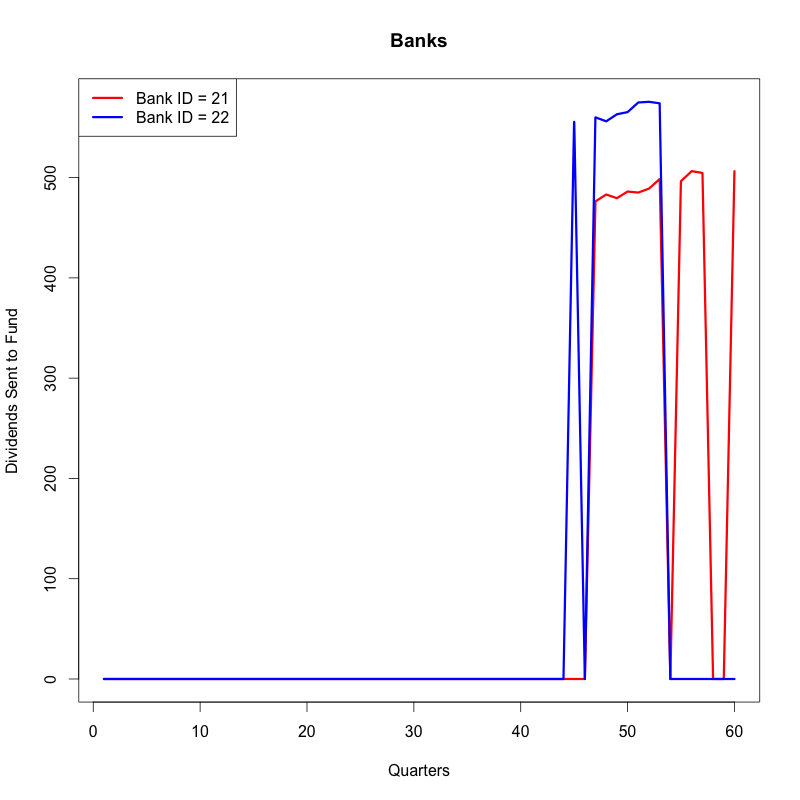 Banks
Bank ID = 21
Bank ID = 22
Dividends Sent to Fund
500
400
300
200
100
0
0 10 20 30 40 50 60
Quarters